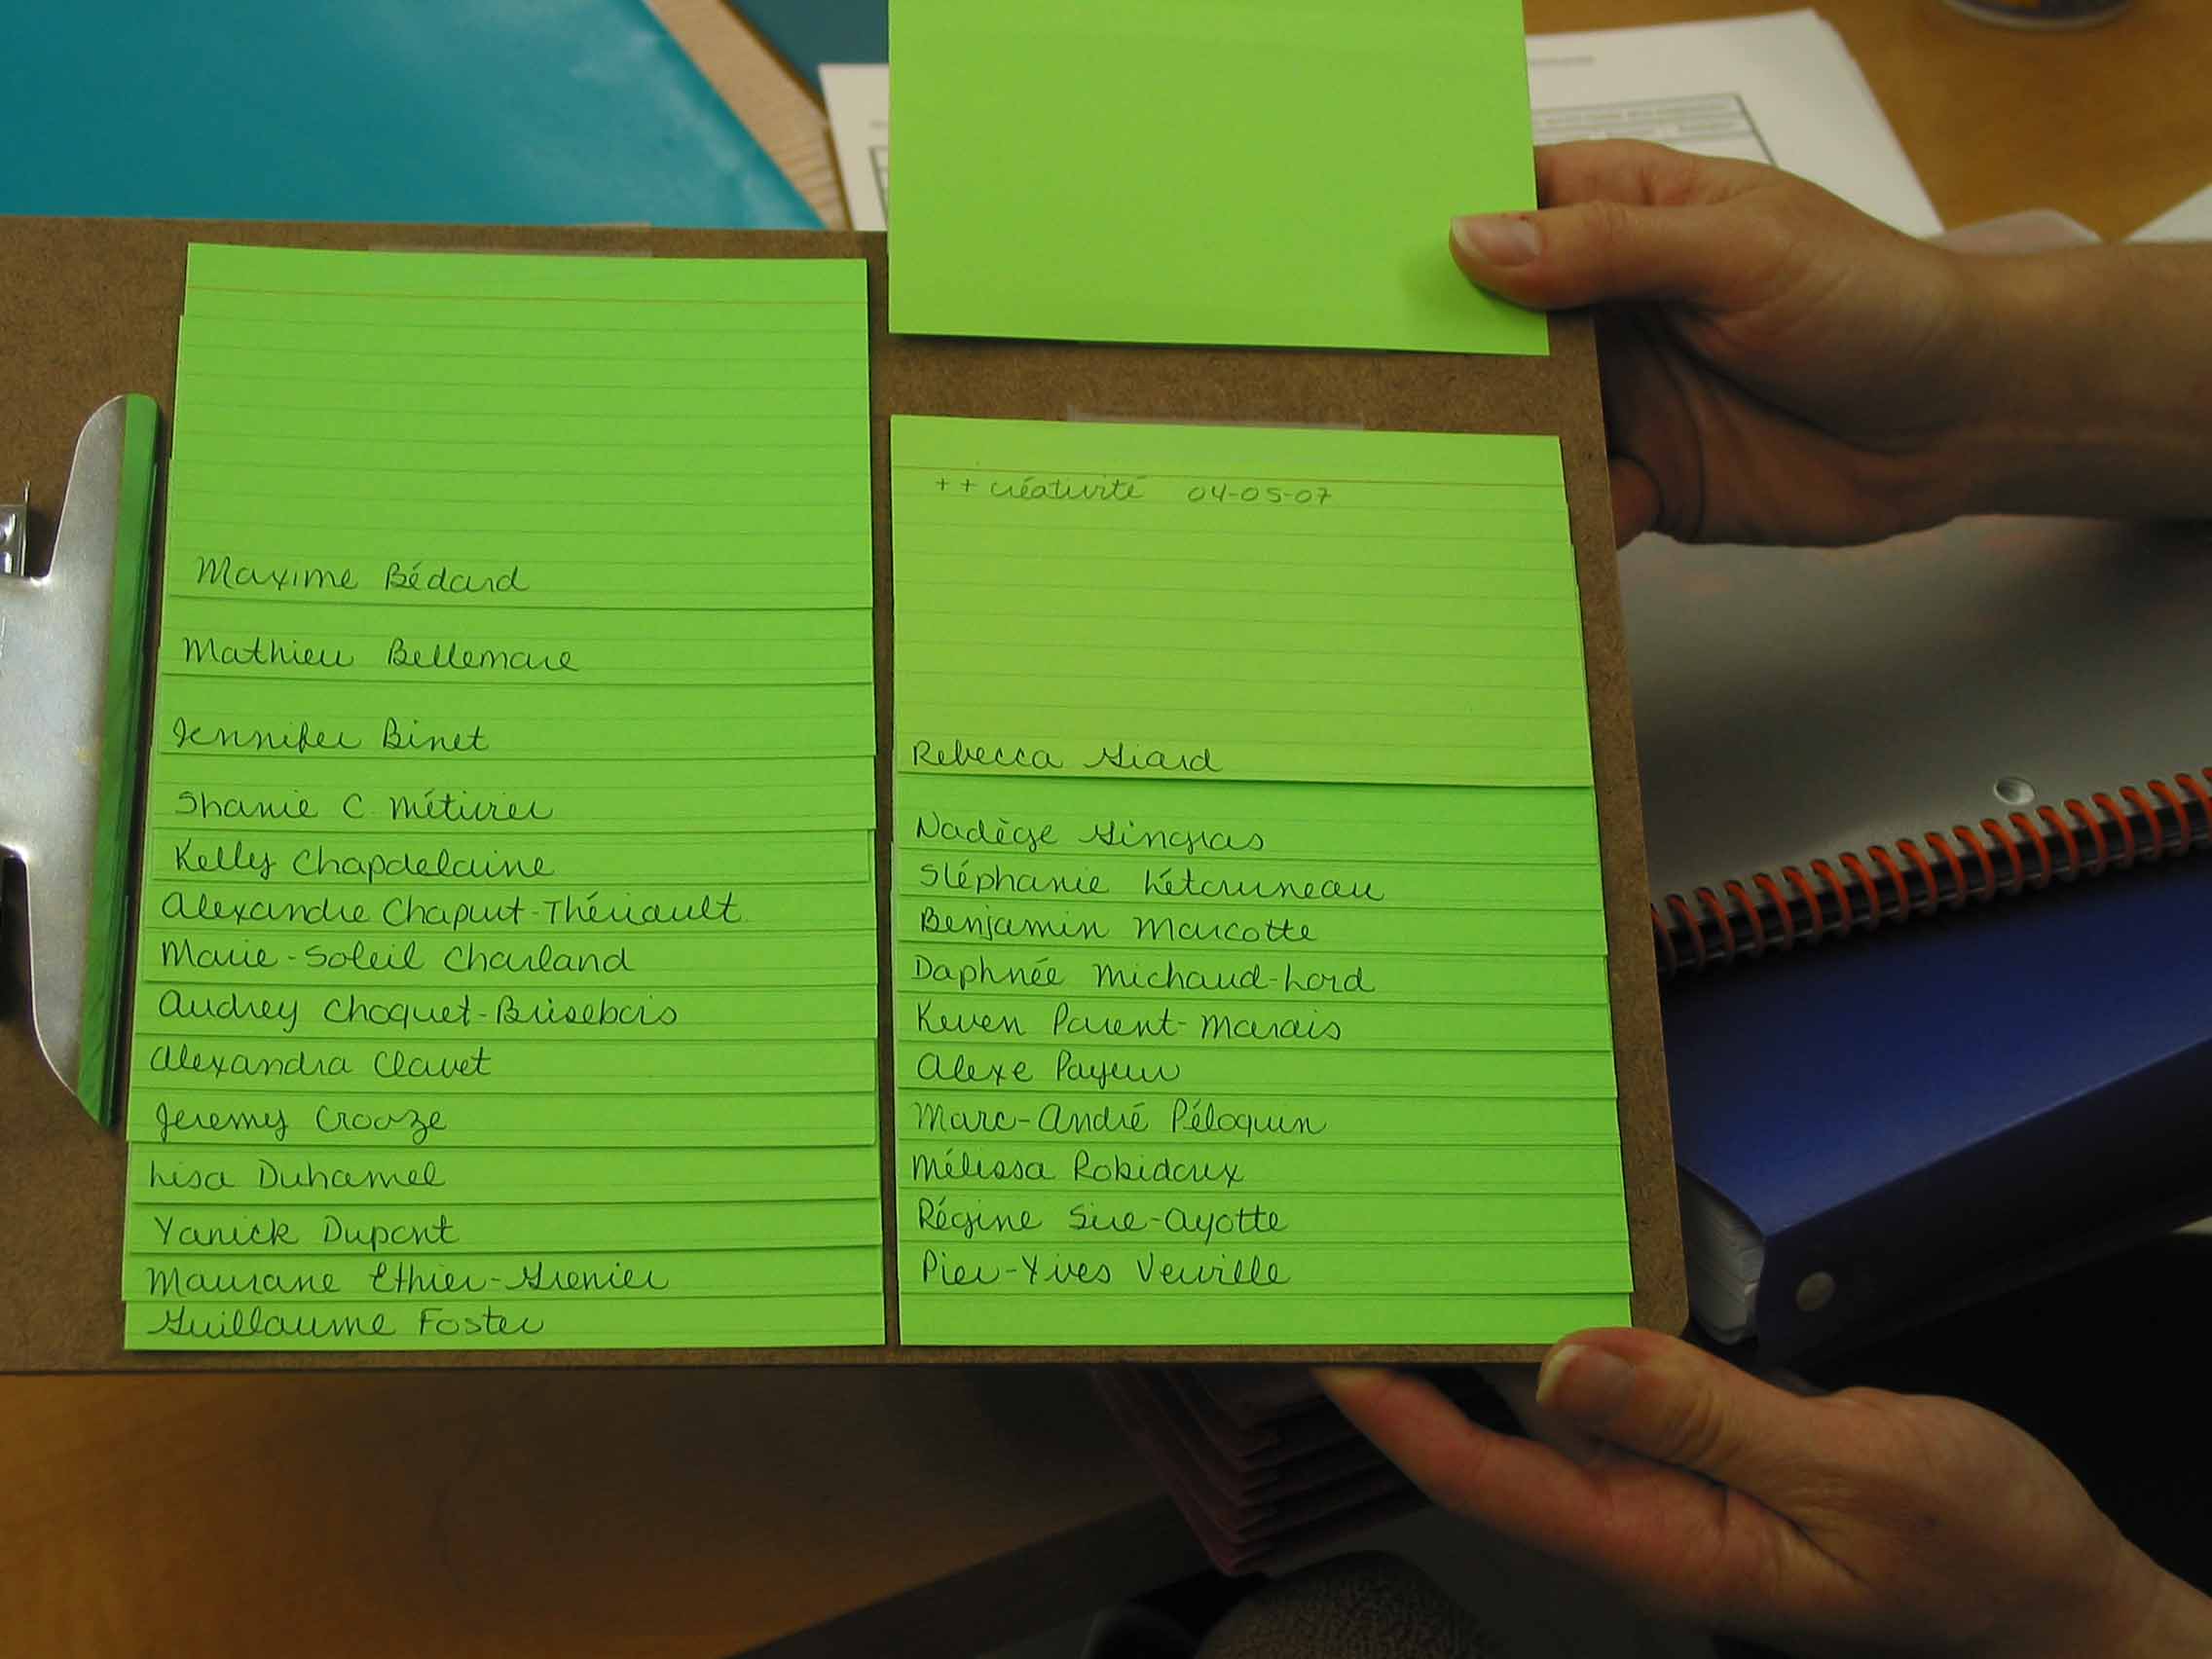 Maxime Bédard
Mathieu Bellemare
Jennifer Binet
Shanie C Métivier
Kelly Chapdelaine
Alexandre Chaput-Thériault
Marie-Soleil Charland
Audrey Choquet-Brisebois
Alexandra Clavet
Jeremy Croaze
Lisa Duhamel
Yanick Dupont
Maurane Ethier-Grenier
Guillaume Foster
++ créativité 04-05-07
Rebecca Giard
Nadège Gingras
Stéphanie Létourneau
Benjamin Marcotte
Daphnée Michaud-Lord
Keven Parent-Marais
Alexe Payeur
Marc-André Péloquin
Mélissa Robidoux
Régine Sire-Ayotte
Pier-Yves Verville